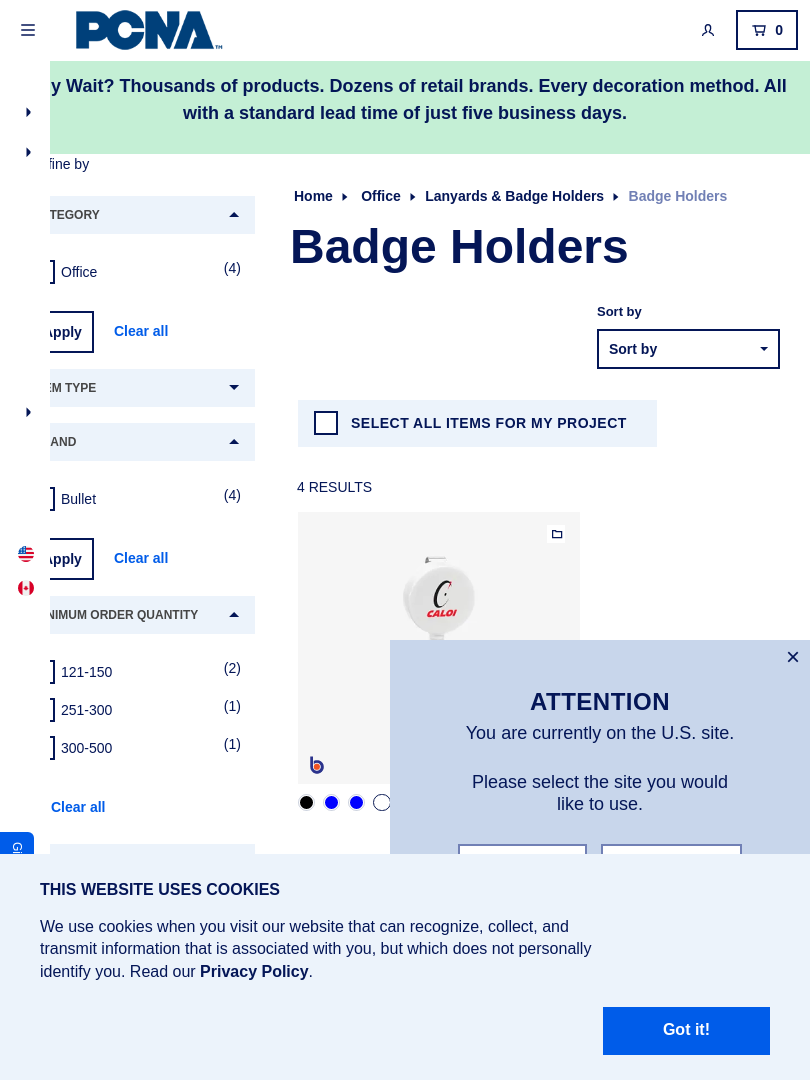 PCNA™
0
y Wait? Thousands of products. Dozens of retail brands. Every decoration method. All
with a standard lead time of just five business days.
fine by
Home
Office
Lanyards & Badge Holders
Badge Holders
Badge Holders
TEGORY
Office
(4)
Apply
Clear all
Sort by
Sort by
EM TYPE
SELECT ALL ITEMS FOR MY PROJECT
AND
Bullet
(4)
4 RESULTS
Apply
Clear all
CALOI
NIMUM ORDER QUANTITY
121-150
(2)
251-300
(1)
300-500
(1)
Clear all
b
ATTENTION
You are currently on the U.S. site.
Please select the site you would
like to use.
Gi
THIS WEBSITE USES COOKIES
We use cookies when you visit our website that can recognize, collect, and
transmit information that is associated with you, but which does not personally
identify you. Read our Privacy Policy.
Got it!